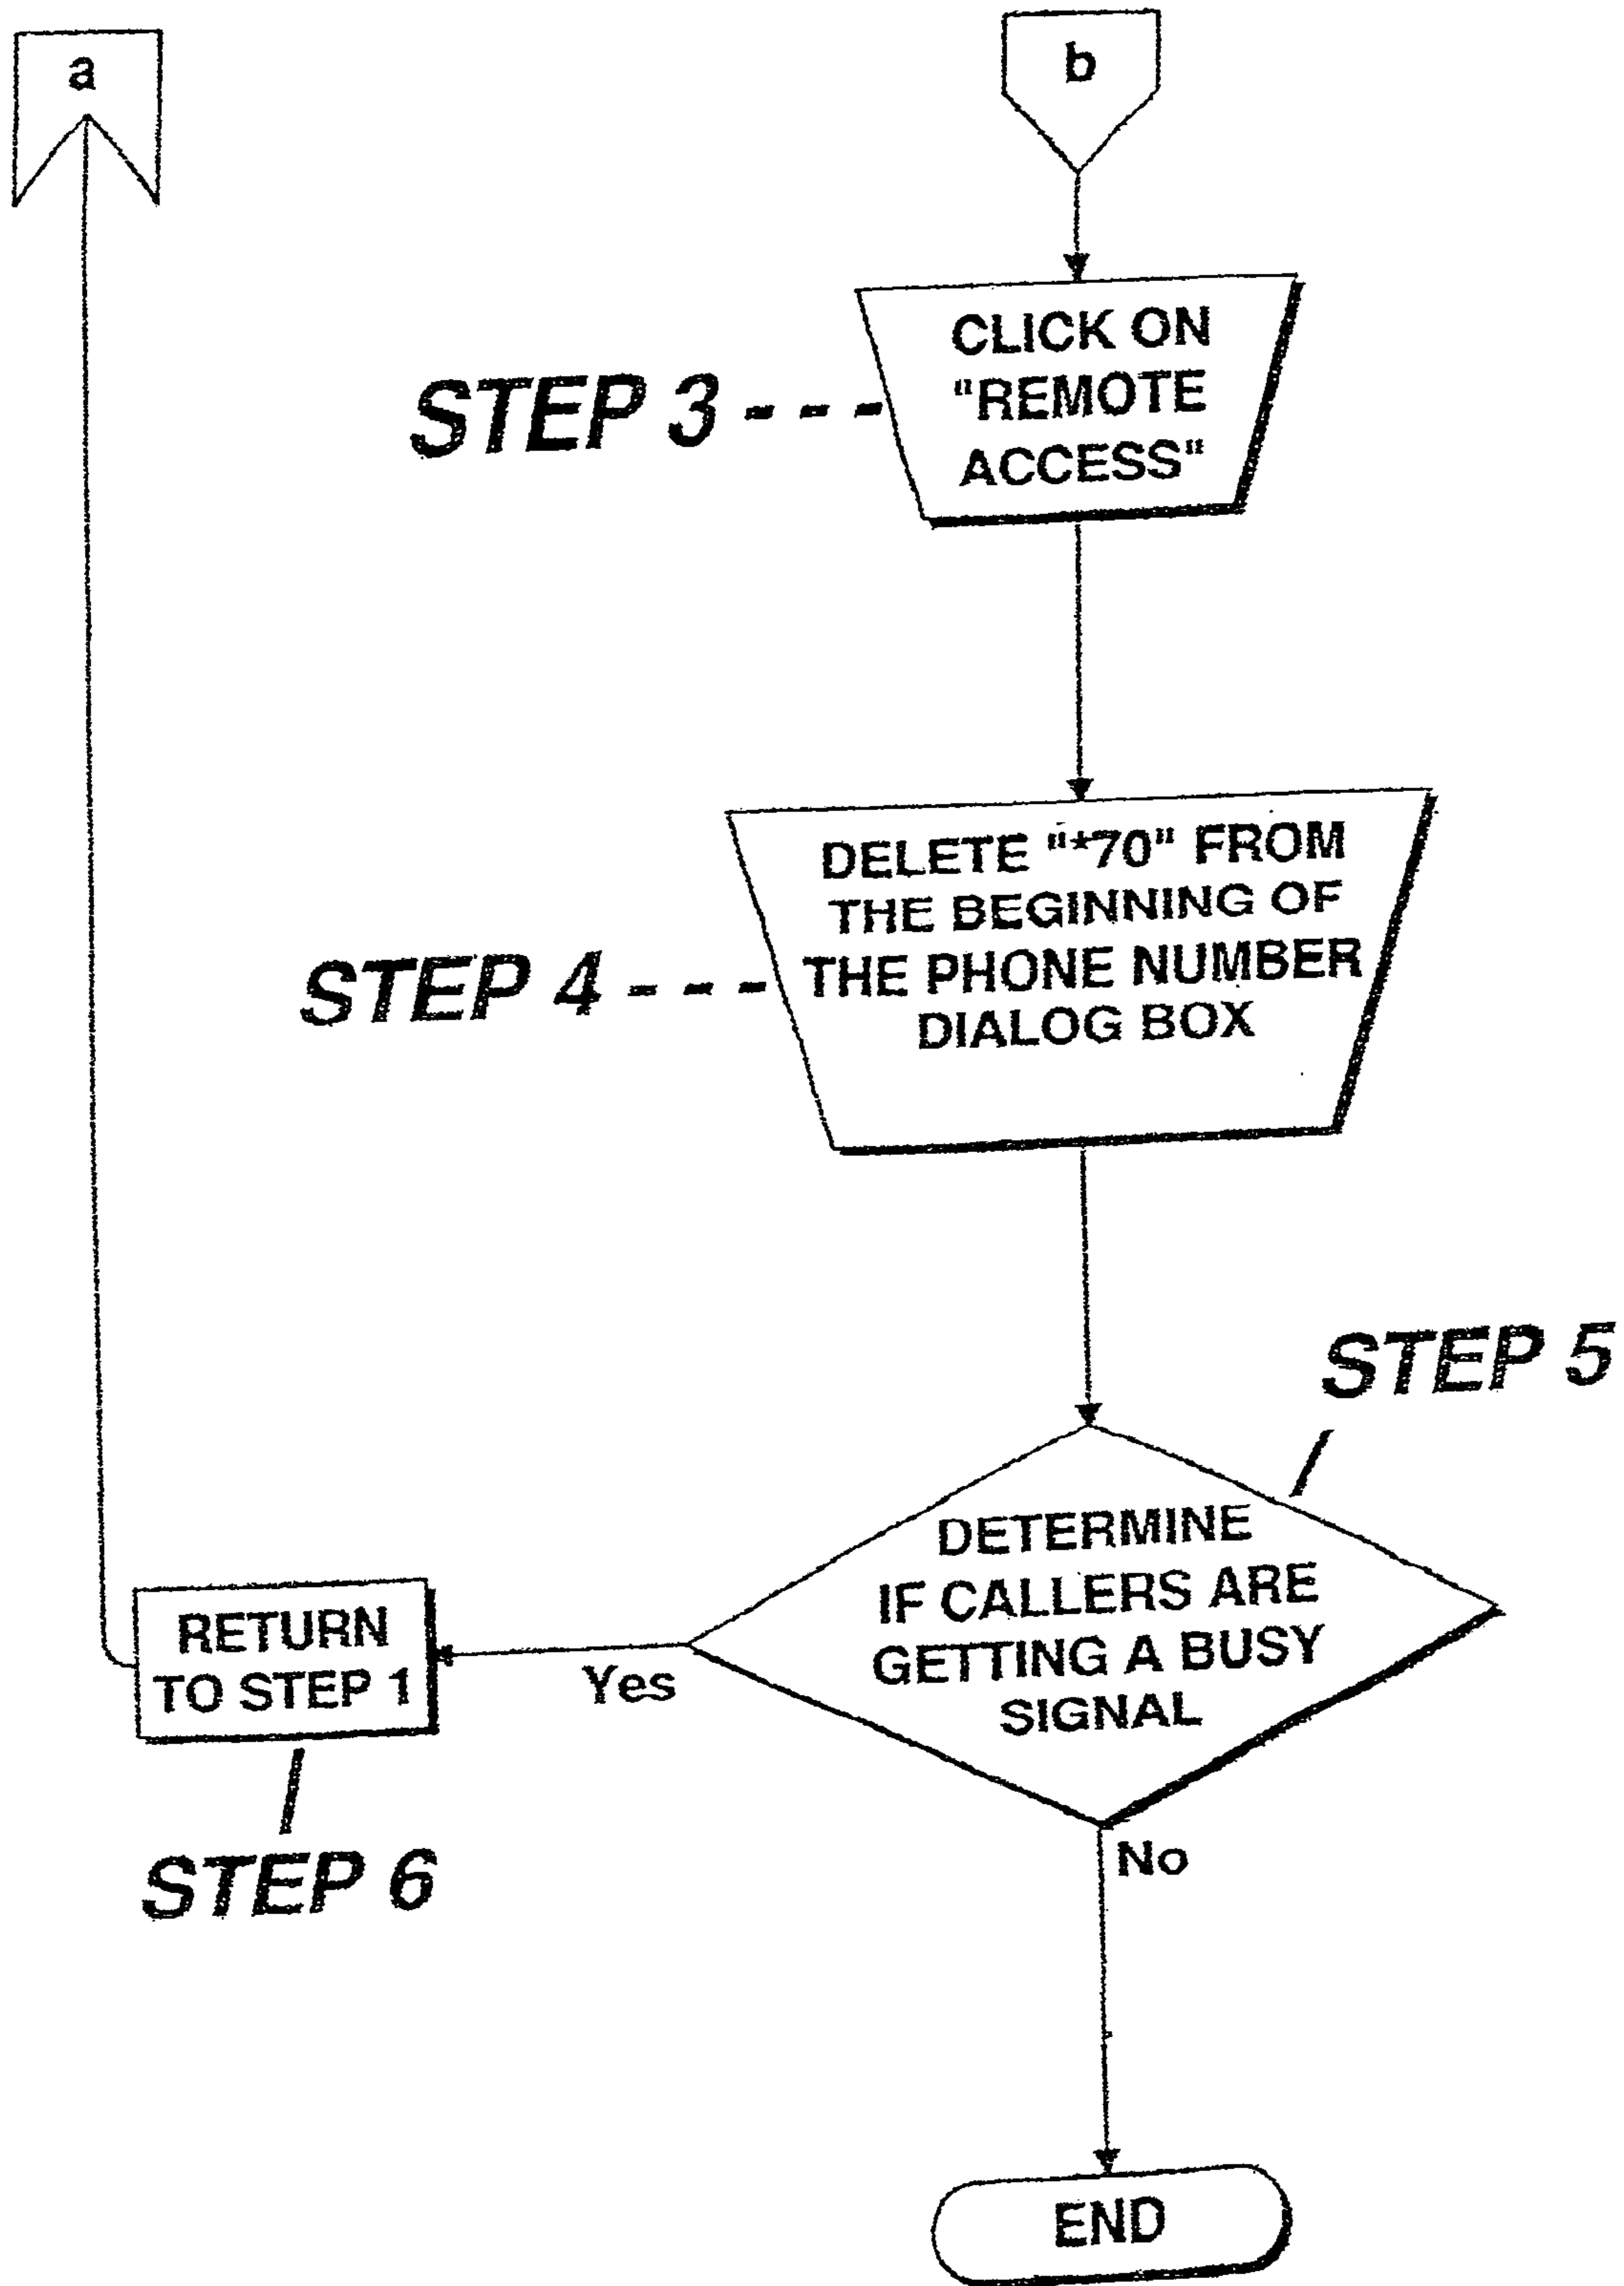 a
b
CLICK ON
"REMOTE
ACCESS"
STEP 3 - - -
DELETE "*70" FROM
THE BEGINNING OF
THE PHONE NUMBER
DIALOG BOX
STEP 4 - - -
STEP 5
DETERMINE
IF CALLERS ARE
GETTING A BUSY
SIGNAL
Yes
RETURN
TO STEP 1
STEP 6
No
END